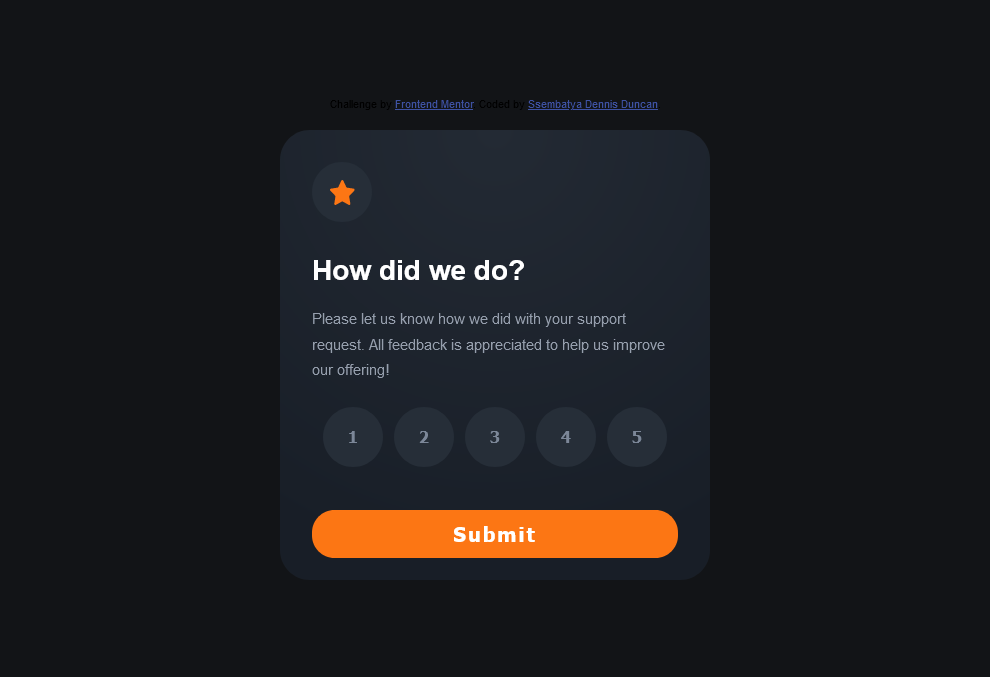 Challenge by Frontend Mentor. Coded by Ssembatya Dennis Duncan
How did we do?
Please let us know how we did with your support
request. All feedback is appreciated to help us improve
our offering!
1 2 3 4 5
Submit